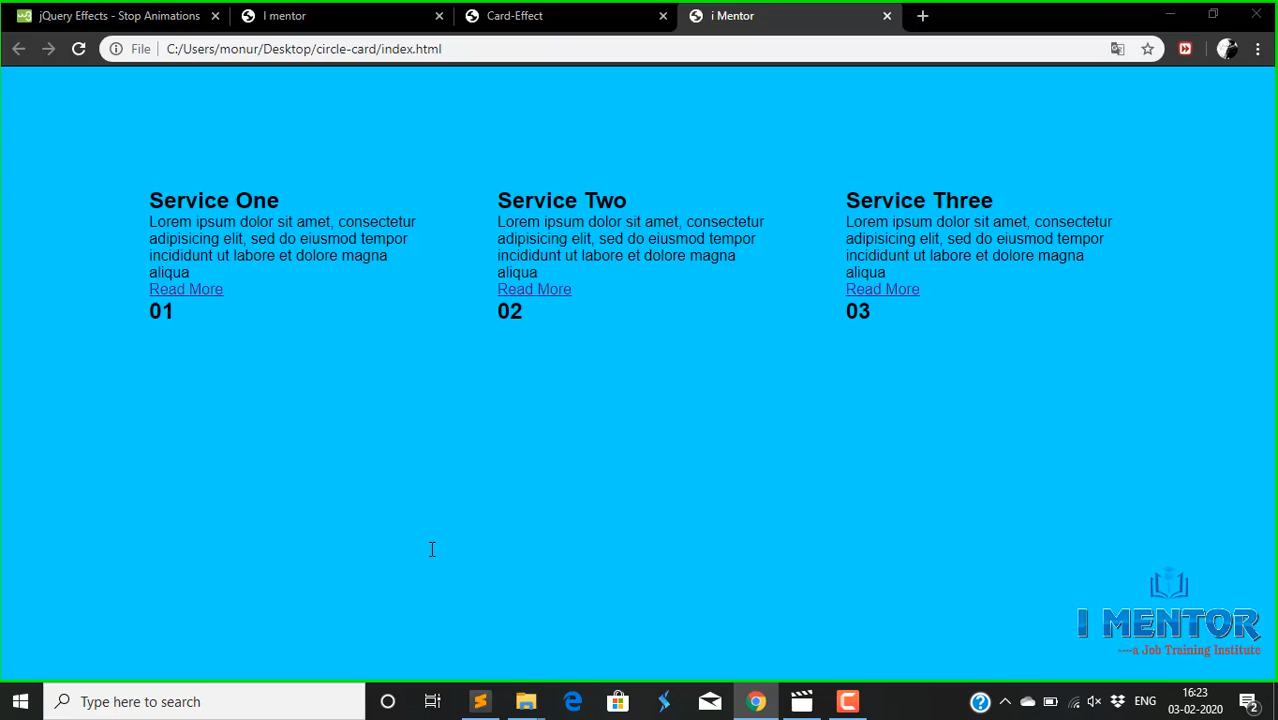 jQuery Effects - Stop Animations
I mentor
Card-Effect
i Mentor
File
C:/Users/monur/Desktop/circle-card/index.html
Service One
Lorem ipsum dolor sit amet, consectetur
adipisicing elit, sed do eiusmod tempor
incididunt ut labore et dolore magna
aliqua
Read More
01
Service Two
Lorem ipsum dolor sit amet, consectetur
adipisicing elit, sed do eiusmod tempor
incididunt ut labore et dolore magna
aliqua
Read More
02
Service Three
Lorem ipsum dolor sit amet, consectetur
adipisicing elit, sed do eiusmod tempor
incididunt ut labore et dolore magna
aliqua
Read More
03
I MENTOR
----a Job Training Institute
Type here to search
ENG
16:23
03-02-2020
2